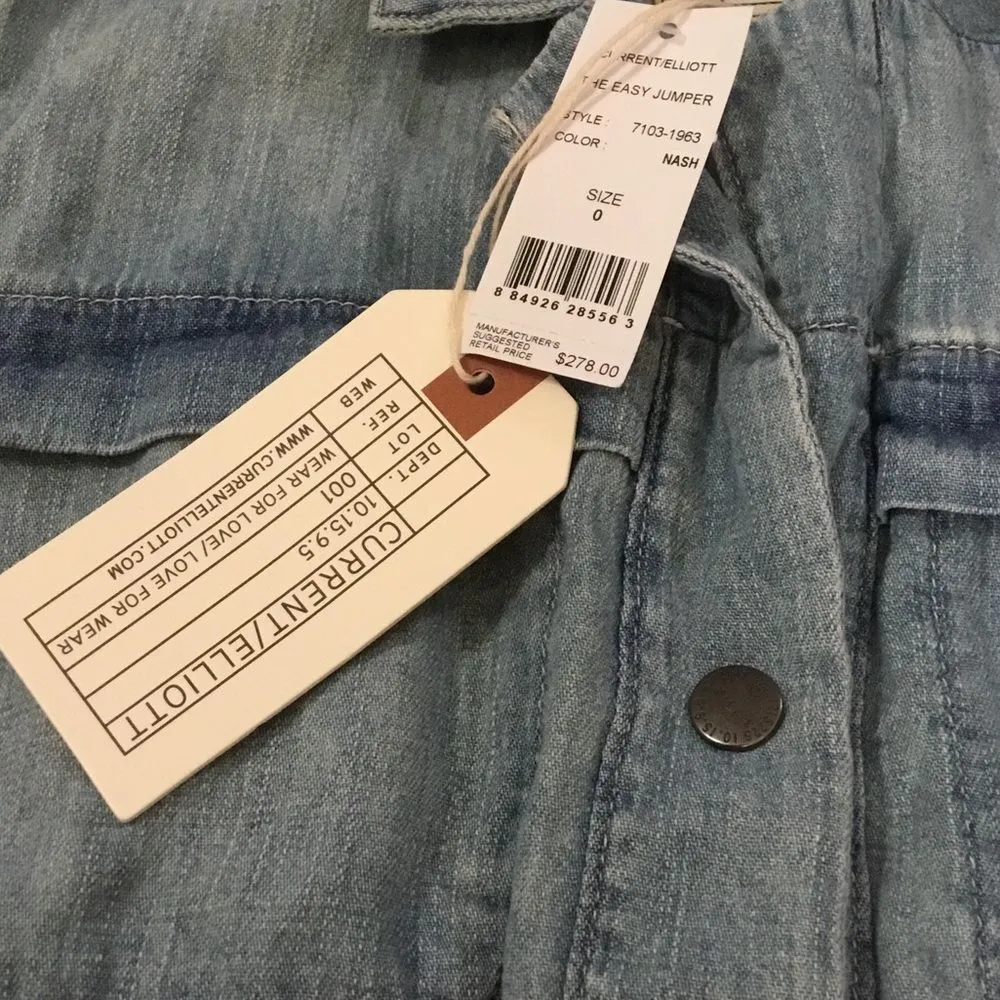 CURRENT/ELLIOTT
THE EASY JUMPER
STYLE: 7103-1963
COLOR: NASH
SIZE
0
8 84926 28556 3
MANUFACTURER'S
SUGGESTED
RETAIL PRICE $278.00
CURRENT/ELLIOTT
DEPT. 10.15.9.5
LOT 001
REF. WEAR FOR LOVE/ LOVE FOR WEAR
WEB WWW.CURRENTELLIOTT.COM